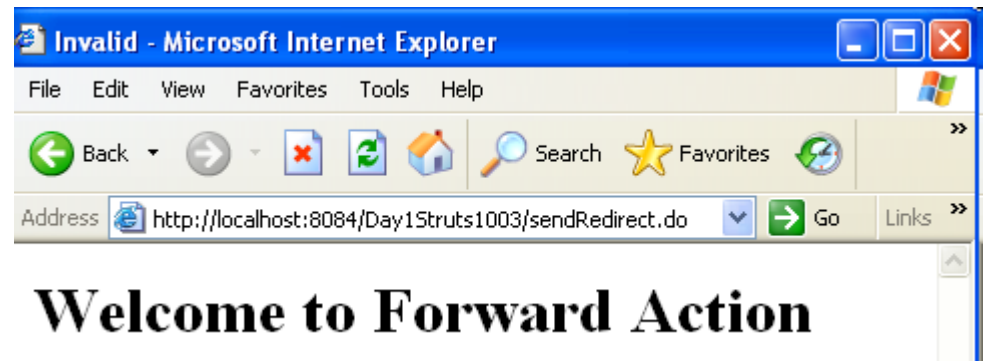 Invalid - Microsoft Internet Explorer
File Edit View Favorites Tools Help
Back Search Favorites »
Address http://localhost:8084/Day1Struts1003/sendRedirect.do Go Links »
Welcome to Forward Action